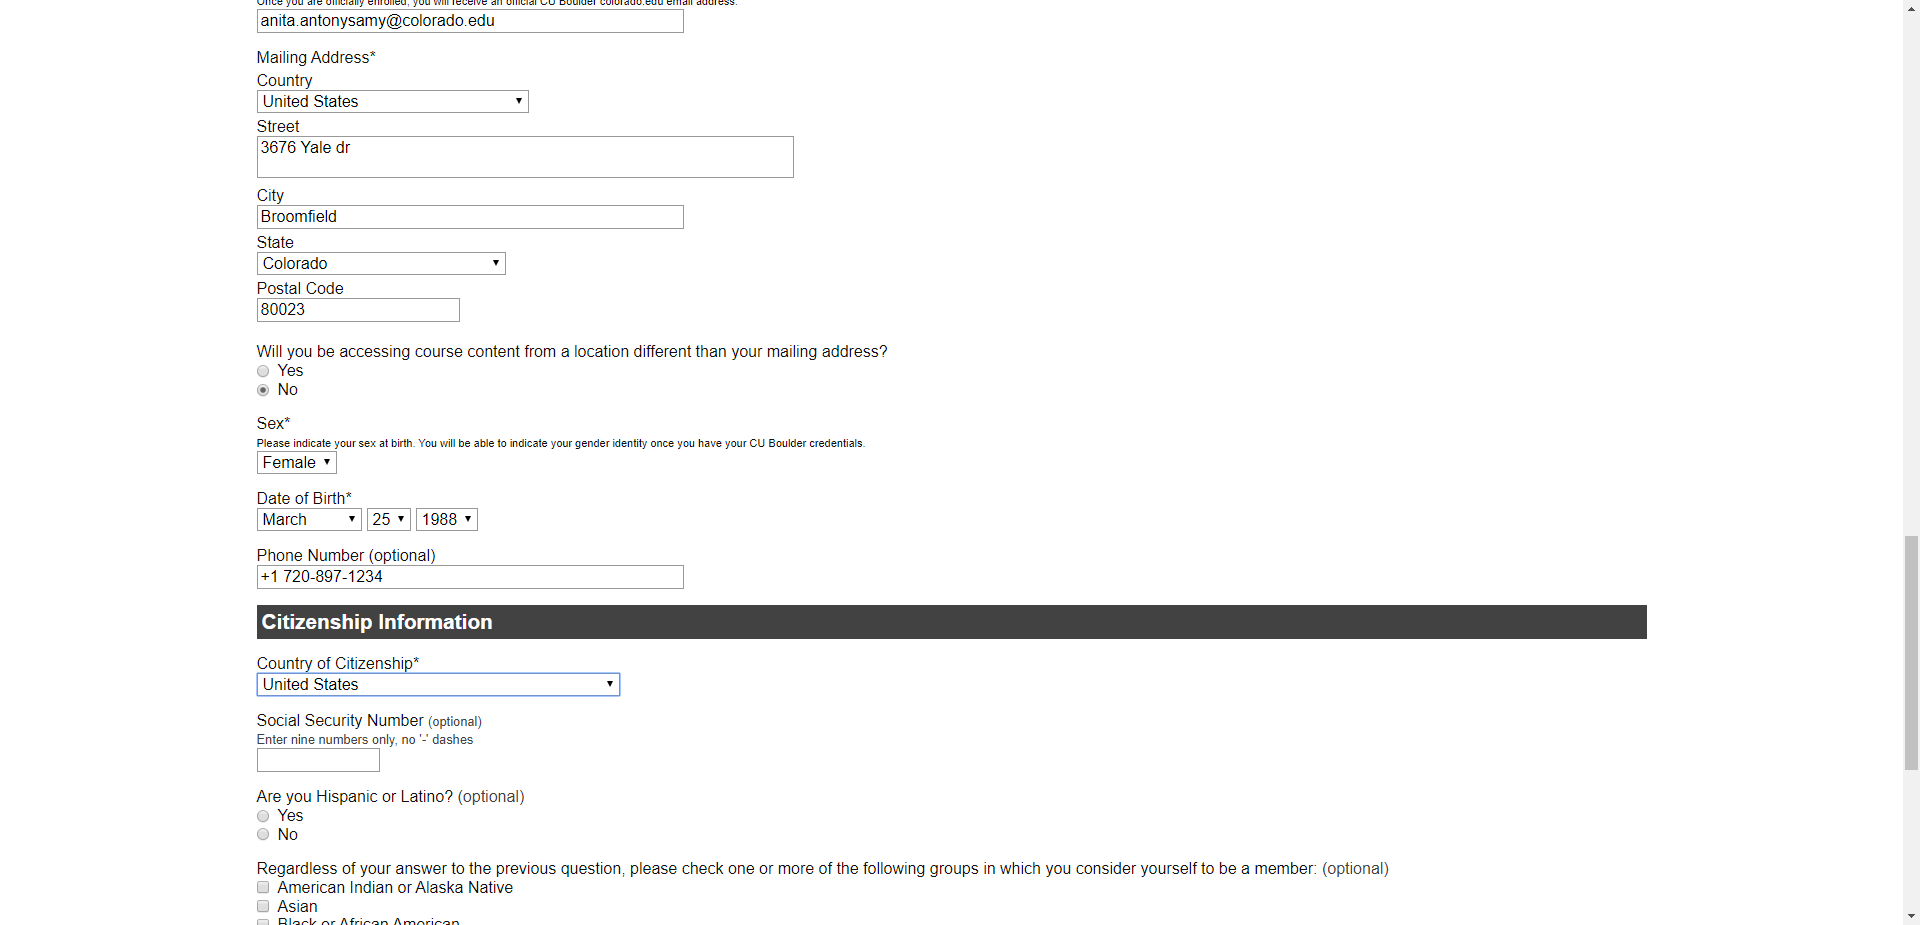 Once you are officially enrolled, you will receive an official CU Boulder colorado.edu email address.
anita.antonysamy@colorado.edu
Mailing Address*
Country
United States
Street
3676 Yale dr
City
Broomfield
State
Colorado
Postal Code
80023
Will you be accessing course content from a location different than your mailing address?
Yes
No
Sex*
Please indicate your sex at birth. You will be able to indicate your gender identity once you have your CU Boulder credentials.
Female
Date of Birth*
March 25 1988
Phone Number (optional)
+1 720-897-1234
Citizenship Information
Country of Citizenship*
United States
Social Security Number (optional)
Enter nine numbers only, no '-' dashes
Are you Hispanic or Latino? (optional)
Yes
No
Regardless of your answer to the previous question, please check one or more of the following groups in which you consider yourself to be a member: (optional)
American Indian or Alaska Native
Asian
Black or African American